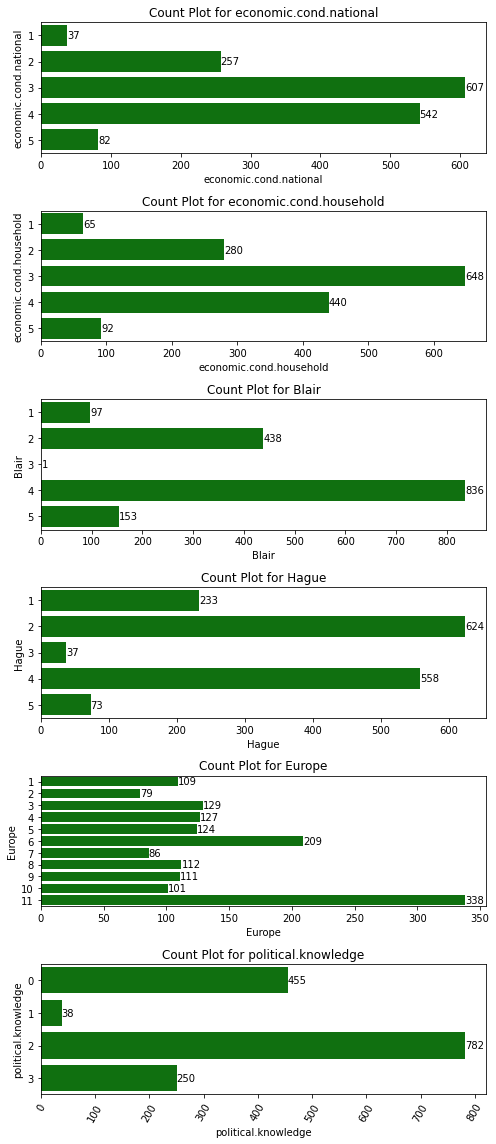 Count Plot for economic.cond.national
economic.cond.national
1 37
2 257
3 607
4 542
5 82
0 100 200 300 400 500 600
economic.cond.national
Count Plot for economic.cond.household
economic.cond.household
1 65
2 280
3 648
4 440
5 92
0 100 200 300 400 500 600
economic.cond.household
Count Plot for Blair
Blair
1 97
2 438
3 1
4 836
5 153
0 100 200 300 400 500 600 700 800
Blair
Count Plot for Hague
Hague
1 233
2 624
3 37
4 558
5 73
0 100 200 300 400 500 600
Hague
Count Plot for Europe
Europe
1 109
2 79
3 129
4 127
5 124
6 209
7 86
8 112
9 111
10 101
11 338
0 50 100 150 200 250 300 350
Europe
Count Plot for political.knowledge
political.knowledge
0 455
1 38
2 782
3 250
0 100 200 300 400 500 600 700 800
political.knowledge